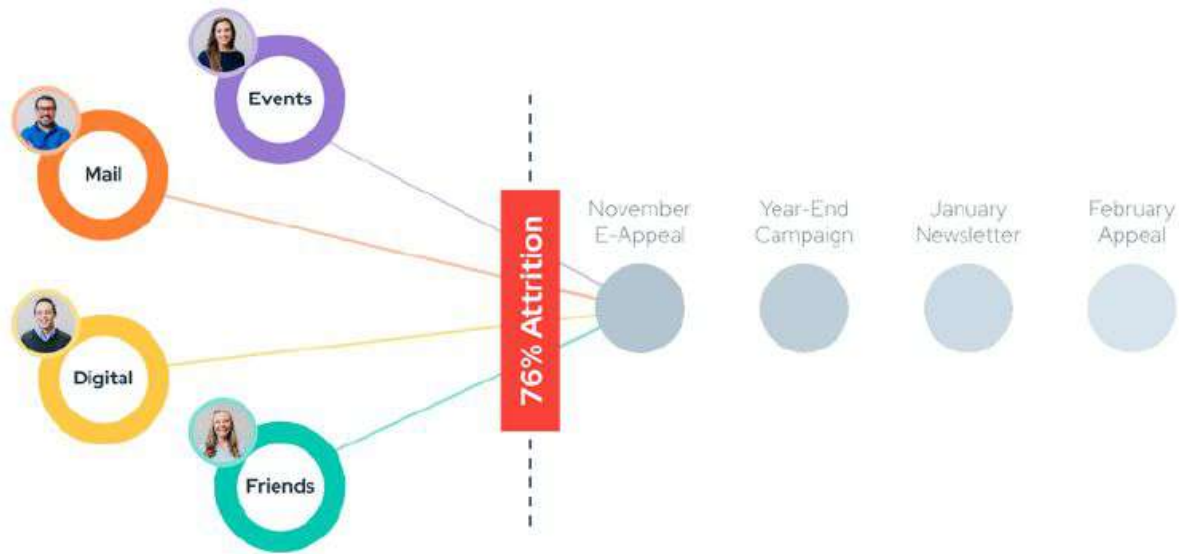 Events
Mail
Digital
Friends
76% Attrition
November
E-Appeal
Year-End
Campaign
January
Newsletter
February
Appeal